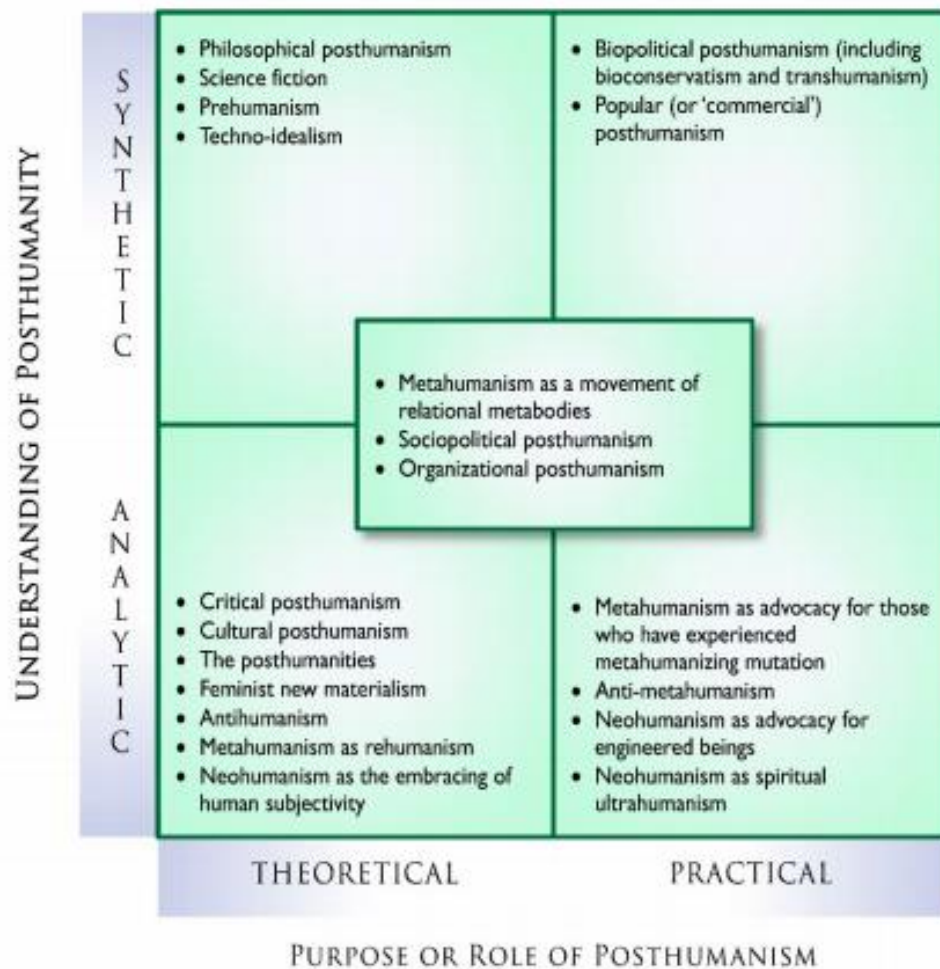 UNDERSTANDING OF POSTHUMANITY
SYNTHETIC
• Philosophical posthumanism
• Science fiction
• Prehumanism
• Techno-idealism
• Biopolitical posthumanism (including
bioconservatism and transhumanism)
• Popular (or ‘commercial’)
posthumanism
• Metahumanism as a movement of
relational metabodies
• Sociopolitical posthumanism
• Organizational posthumanism
ANALYTIC
• Critical posthumanism
• Cultural posthumanism
• The posthumanities
• Feminist new materialism
• Antihumanism
• Metahumanism as rehumanism
• Neohumanism as the embracing of
human subjectivity
• Metahumanism as advocacy for those
who have experienced
metahumanizing mutation
• Anti-metahumanism
• Neohumanism as advocacy for
engineered beings
• Neohumanism as spiritual
ultrahumanism
THEORETICAL
PRACTICAL
PURPOSE OR ROLE OF POSTHUMANISM